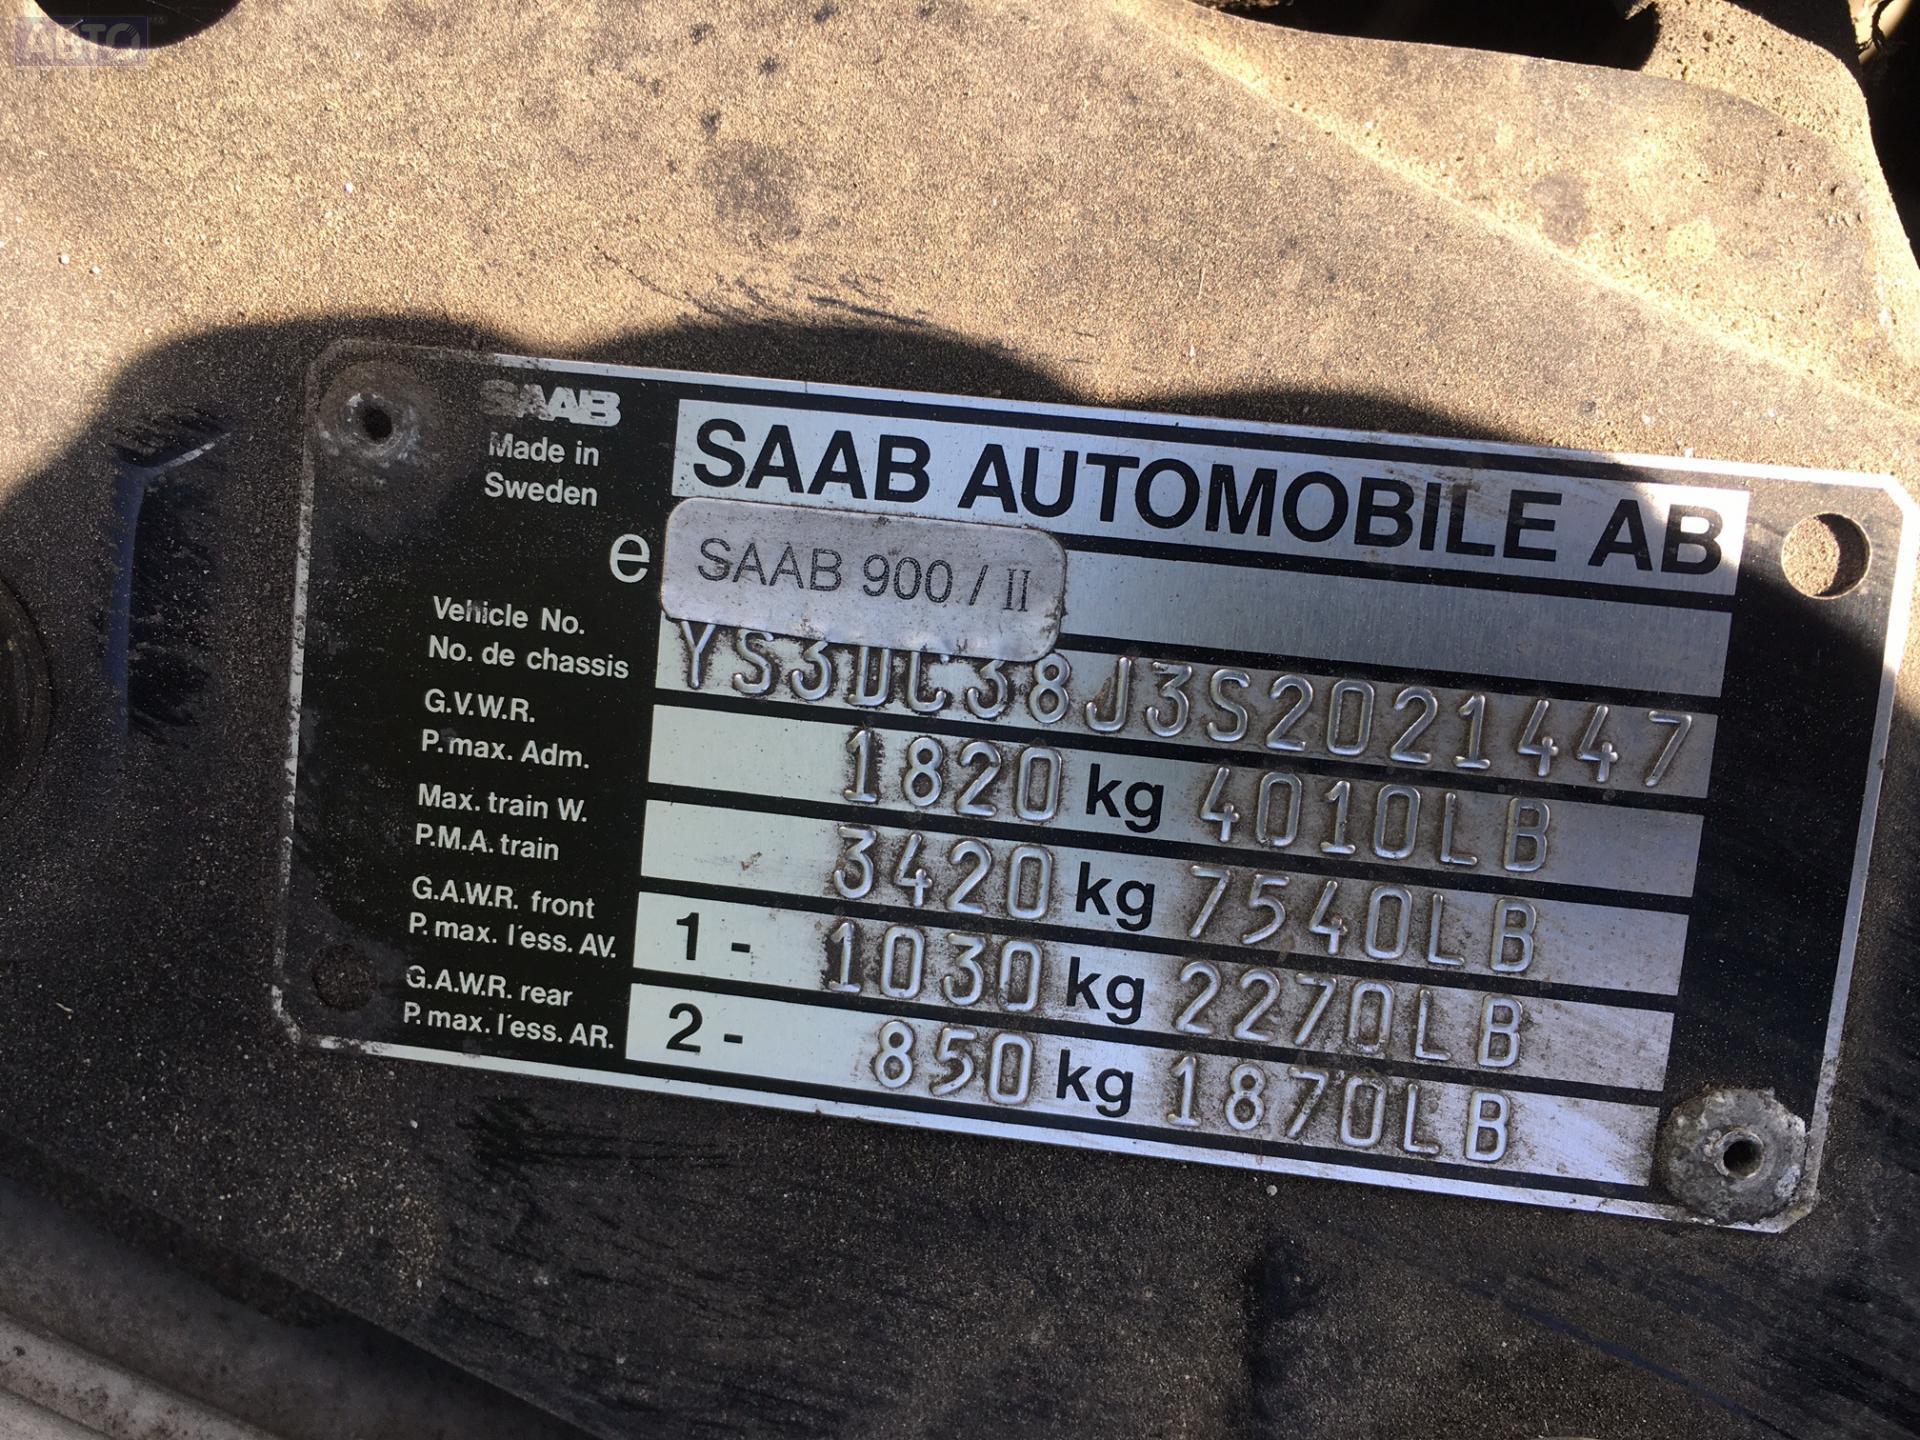 АВТО
SAAB
Made in
Sweden
SAAB AUTOMOBILE AB
e
SAAB 900 / II
Vehicle No.
No. de chassis
YS3DC38J3S2021447
G.V.W.R.
P. max. Adm.
1820 kg 4010LB
Max. train W.
P.M.A. train
3420 kg 7540LB
G.A.W.R. front
P. max. l'ess. AV.
1 - 1030 kg 2270LB
G.A.W.R. rear
P. max. l'ess. AR.
2 - 850 kg 1870LB